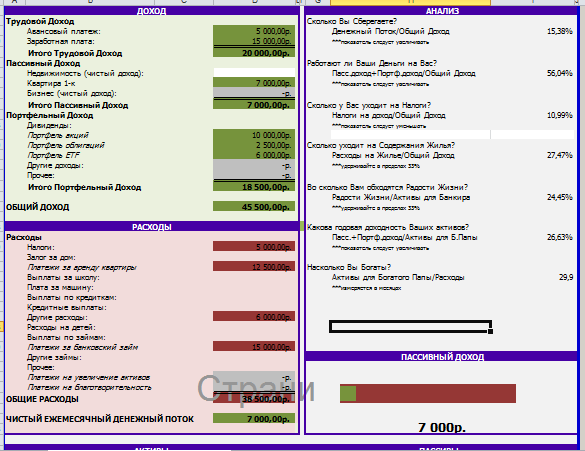 ДОХОД
Трудовой Доход
Авансовый платеж: 5 000,00р.
Заработная плата: 15 000,00р.
Итого Трудовой Доход 20 000,00р.
Пассивный Доход
Недвижимость (чистый доход):
Квартира 1-к 7 000,00р.
Бизнес (чистый доход): -р.
Итого Пассивный Доход 7 000,00р.
Портфельный Доход
Дивиденды:
Портфель акций 10 000,00р.
Портфель облигаций 2 500,00р.
Портфель ETF 6 000,00р.
Другие доходы: -р.
Прочее: -р.
Итого Портфельный Доход 18 500,00р.
ОБЩИЙ ДОХОД 45 500,00р.
РАСХОДЫ
Расходы
Налоги: 5 000,00р.
Залог за дом:
Платежи за аренду квартиры 12 500,00р.
Выплаты за школу:
Плата за машину:
Выплаты по кредиткам:
Кредитные выплаты:
Другие расходы: 6 000,00р.
Расходы на детей:
Выплаты по займам:
Платежи за банковский займ 15 000,00р.
Другие займы:
Прочее:
Платежи на увеличение активов -р.
Платежи на благотворительность -р.
ОБЩИЕ РАСХОДЫ 38 500,00р.
ЧИСТЫЙ ЕЖЕМЕСЯЧНЫЙ ДЕНЕЖНЫЙ ПОТОК 7 000,00р.
Страни
АНАЛИЗ
Сколько Вы Сберегаете?
Денежный Поток/Общий Доход 15,38%
***показатель следует увеличивать
Работают ли Ваши Деньги на Вас?
Пасс.доход+Портф.доход/Общий Доход 56,04%
***показатель следует увеличивать
Сколько у Вас уходит на Налоги?
Налоги на доход/Общий Доход 10,99%
***показатель следует уменьшать
Сколько уходит на Содержания Жилья?
Расходы на Жилье/Общий Доход 27,47%
***удерживайте в пределах 33%
Во сколько Вам обходятся Радости Жизни?
Радости Жизни/Активы для Банкира 24,45%
***удерживайте в пределах 33%
Какова годовая доходность Ваших активов?
Пасс.+Портф.доход/Активы для Б.Папы 26,63%
***показатель следует увеличивать
Насколько Вы Богаты?
Активы для Богатого Папы/Расходы 29,9
***измеряется в месяцах
ПАССИВНЫЙ ДОХОД
7 000р.